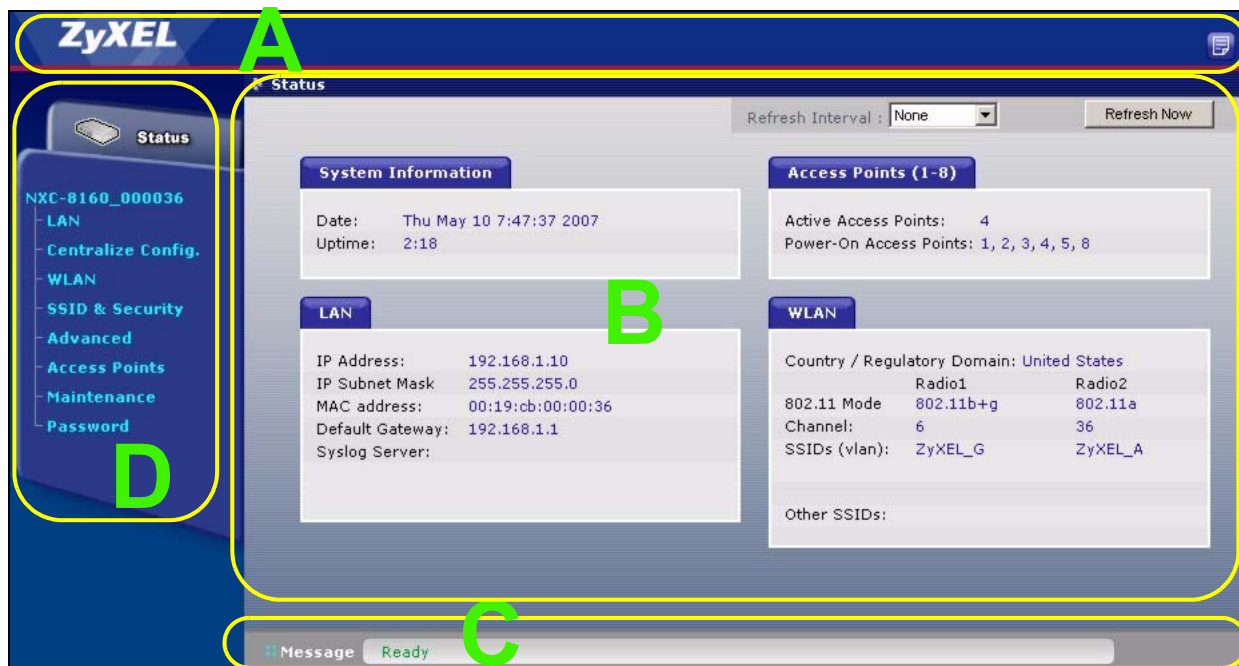 ZyXEL
A
Status
Refresh Interval : None Refresh Now
Status
NXC-8160_000036
LAN
Centralize Config.
WLAN
SSID & Security
Advanced
Access Points
Maintenance
Password
D
System Information
Date: Thu May 10 7:47:37 2007
Uptime: 2:18
Access Points (1-8)
Active Access Points: 4
Power-On Access Points: 1, 2, 3, 4, 5, 8
B
LAN
IP Address: 192.168.1.10
IP Subnet Mask 255.255.255.0
MAC address: 00:19:cb:00:00:36
Default Gateway: 192.168.1.1
Syslog Server:
WLAN
Country / Regulatory Domain: United States
Radio1 Radio2
802.11 Mode 802.11b+g 802.11a
Channel: 6 36
SSIDs (vlan): ZyXEL_G ZyXEL_A
Other SSIDs:
C
Message Ready